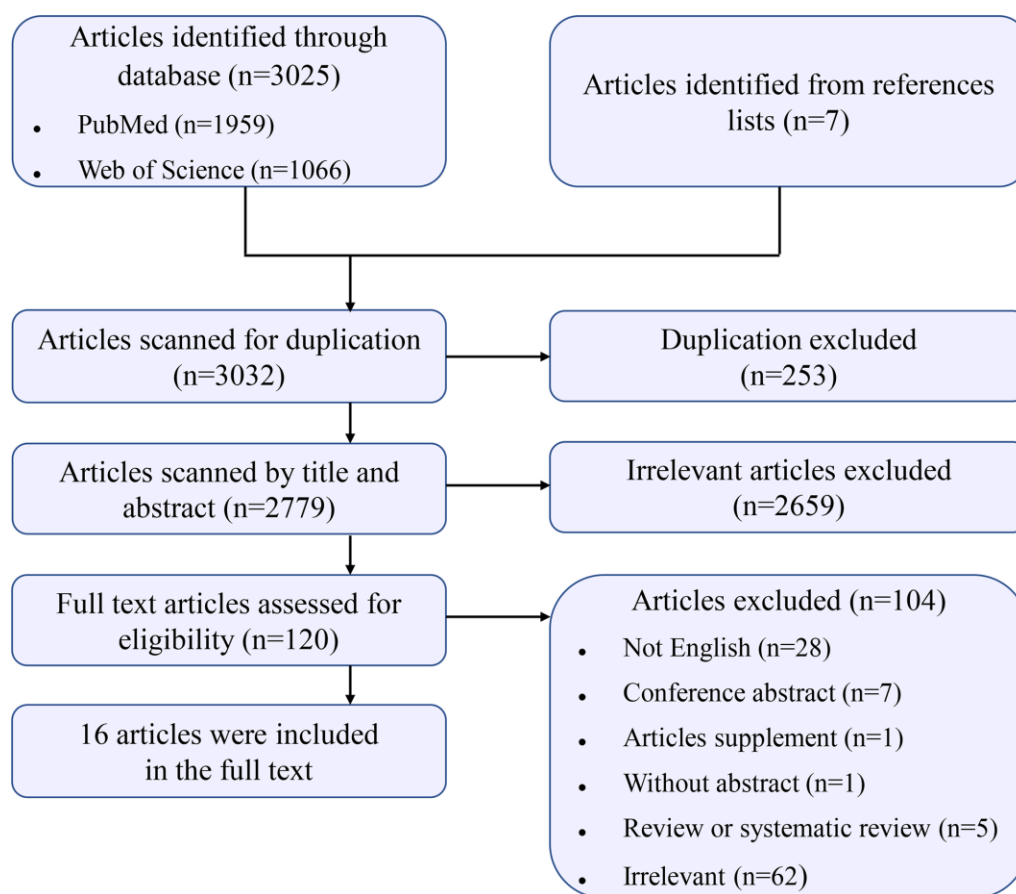 Articles identified through
database (n=3025)
• PubMed (n=1959)
• Web of Science (n=1066)
Articles identified from references
lists (n=7)
Articles scanned for duplication
(n=3032)
Duplication excluded
(n=253)
Articles scanned by title and
abstract (n=2779)
Irrelevant articles excluded
(n=2659)
Full text articles assessed for
eligibility (n=120)
Articles excluded (n=104)
• Not English (n=28)
• Conference abstract (n=7)
• Articles supplement (n=1)
• Without abstract (n=1)
• Review or systematic review (n=5)
• Irrelevant (n=62)
16 articles were included
in the full text